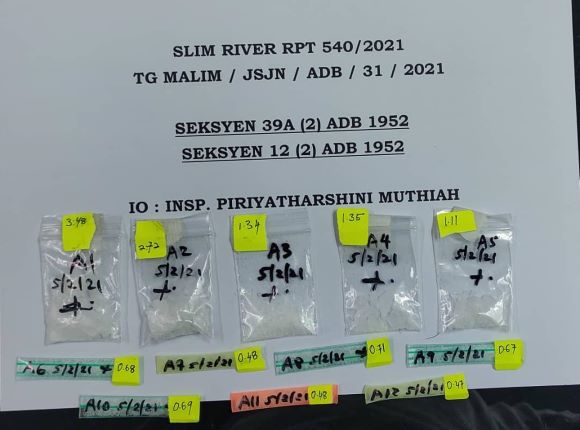 SLIM RIVER RPT 540/2021
TG MALIM / JSJN / ADB / 31 / 2021
SEKSYEN 39A (2) ADB 1952
SEKSYEN 12 (2) ADB 1952
IO : INSP. PIRIYATHARSHINI MUTHIAH
3.48 2.72 1.34 1.35 1.11
A1 A2 A3 A4 A5
5/2/21 5/2/21 5/2/21 5/2/21 5/2/21
A6 5/2/21 0.68 A7 5/2/21 0.48 A8 5/2/21 0.71 A9 5/2/21 0.67
A10 5/2/21 0.69 A11 5/2/21 0.48 A12 5/2/21 0.47